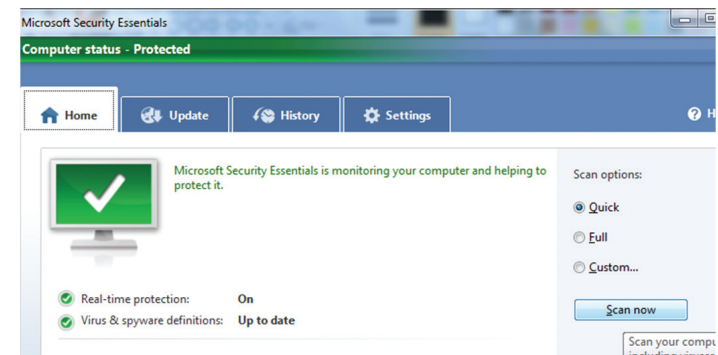 Microsoft Security Essentials
Computer status - Protected
Home
Update
History
Settings
Microsoft Security Essentials is monitoring your computer and helping to
protect it.
Scan options:
Quick
Full
Custom...
Real-time protection: On
Virus & spyware definitions: Up to date
Scan now
Scan your